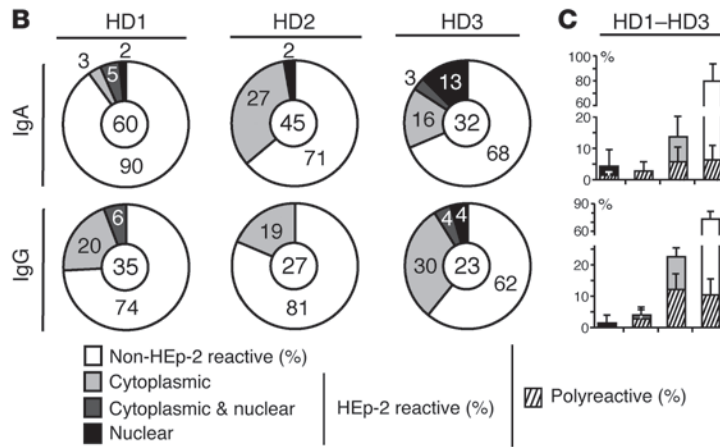 B
HD1
HD2
HD3
C
HD1–HD3
IgA
3
5
2
60
90
2
27
45
71
3
13
16
32
68
%
100
80
60
20
10
0
IgG
6
20
35
74
19
27
81
4
4
30
23
62
%
90
60
30
20
10
0
Non-HEp-2 reactive (%)
Cytoplasmic
Cytoplasmic & nuclear
Nuclear
HEp-2 reactive (%)
Polyreactive (%)